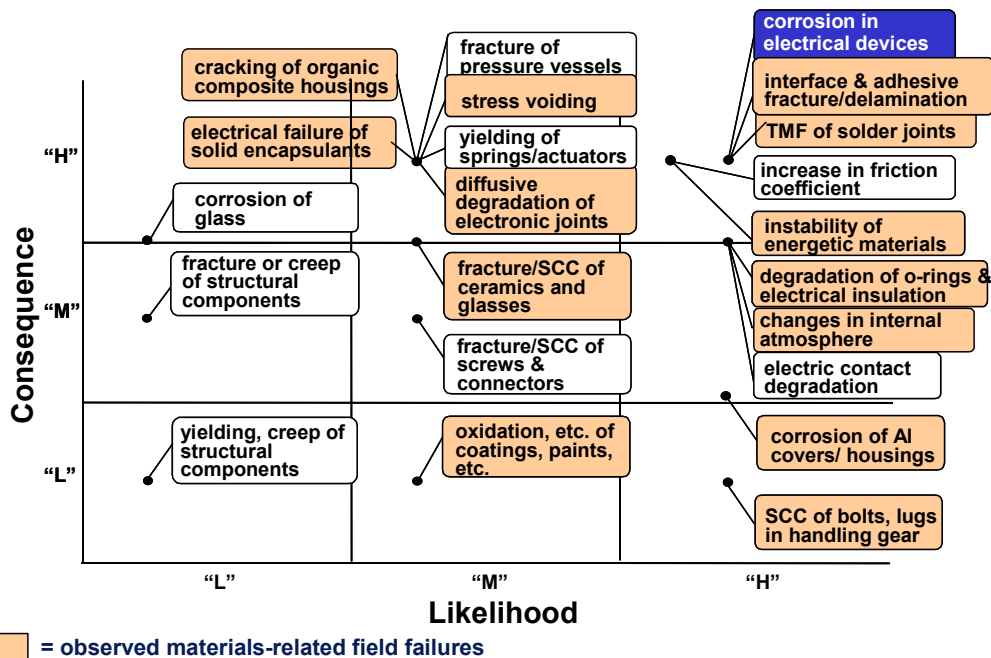 corrosion in
electrical devices
fracture of
pressure vessels
cracking of organic
composite housings
interface & adhesive
fracture/delamination
stress voiding
electrical failure of
solid encapsulants
TMF of solder joints
“H”
yielding of
springs/actuators
increase in friction
coefficient
diffusive
degradation of
electronic joints
corrosion of
glass
instability of
energetic materials
fracture or creep
of structural
components
fracture/SCC of
ceramics and
glasses
degradation of o-rings &
electrical insulation
Consequence
“M”
changes in internal
atmosphere
fracture/SCC of
screws &
connectors
electric contact
degradation
yielding, creep of
structural
components
oxidation, etc. of
coatings, paints,
etc.
corrosion of Al
covers/ housings
“L”
SCC of bolts, lugs
in handling gear
“L”
“M”
“H”
Likelihood
= observed materials-related field failures